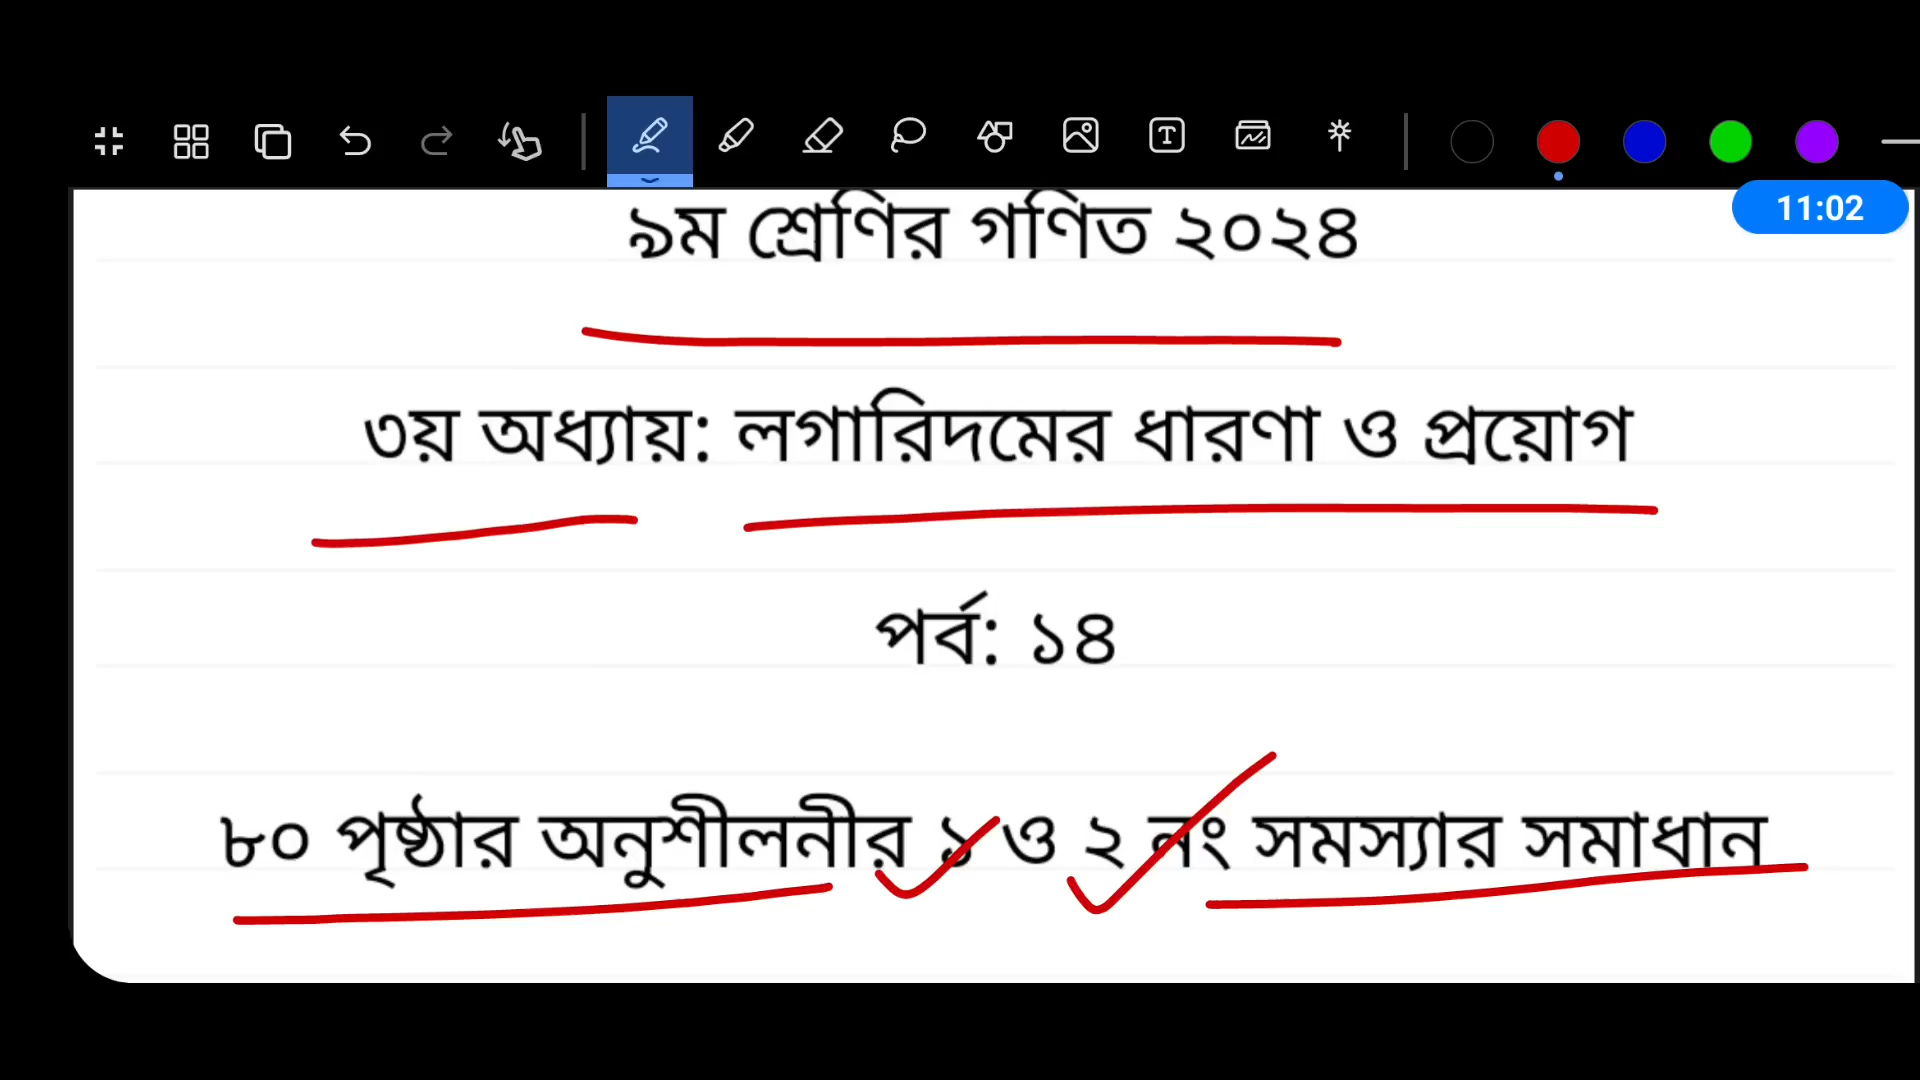 11:02
৯ম শ্রেণির গণিত ২০২৪
৩য় অধ্যায়: লগারিদমের ধারণা ও প্রয়োগ
পর্ব: ১৪
৮০ পৃষ্ঠার অনুশীলনীর ১ ও ২ নং সমস্যার সমাধান